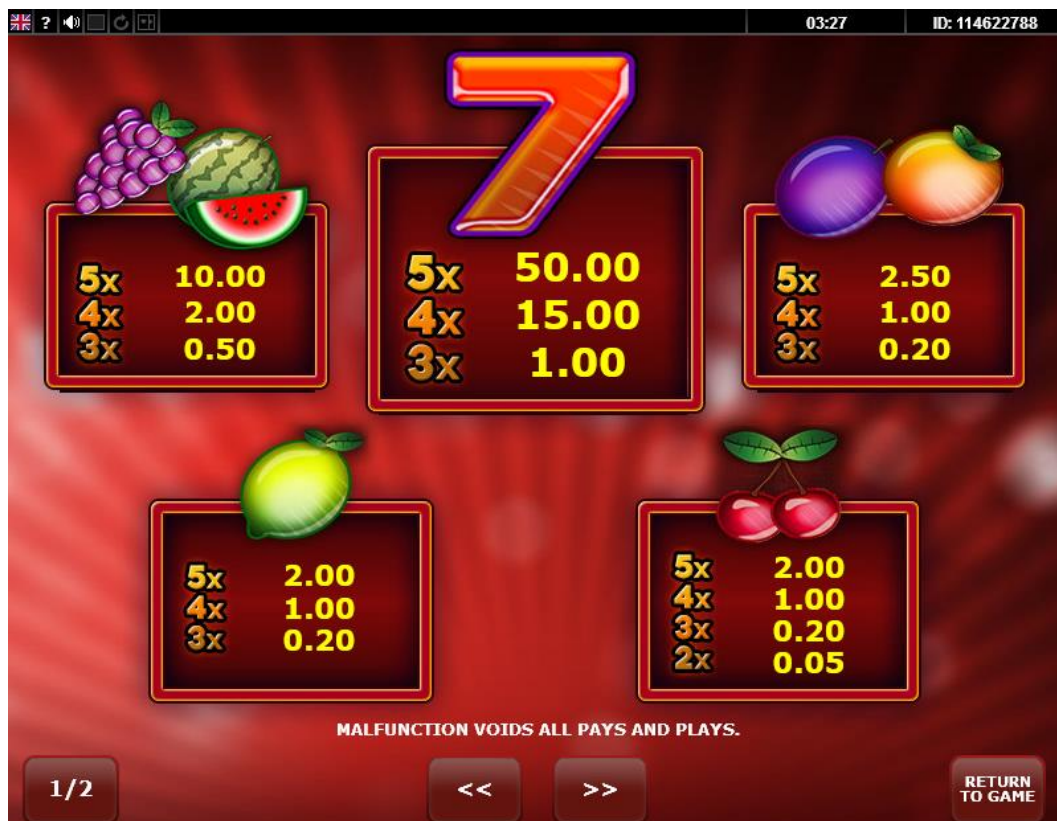 ? 03:27 ID: 114622788
7
5x 10.00
4x 2.00
3x 0.50
5x 50.00
4x 15.00
3x 1.00
5x 2.50
4x 1.00
3x 0.20
5x 2.00
4x 1.00
3x 0.20
5x 2.00
4x 1.00
3x 0.20
2x 0.05
MALFUNCTION VOIDS ALL PAYS AND PLAYS.
1/2 << >>
RETURN
TO GAME